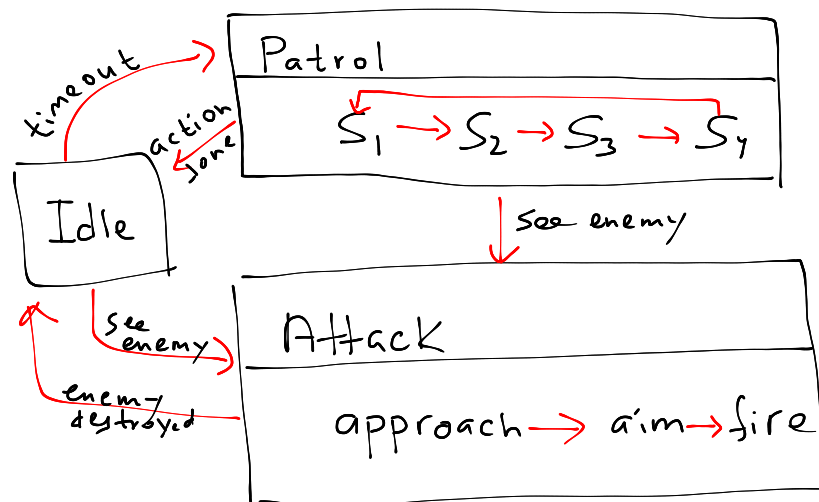 timeout
Patrol
action
done
S1 → S2 → S3 → S4
Idle
see enemy
see
enemy
Attack
enemy
destroyed
approach → aim → fire